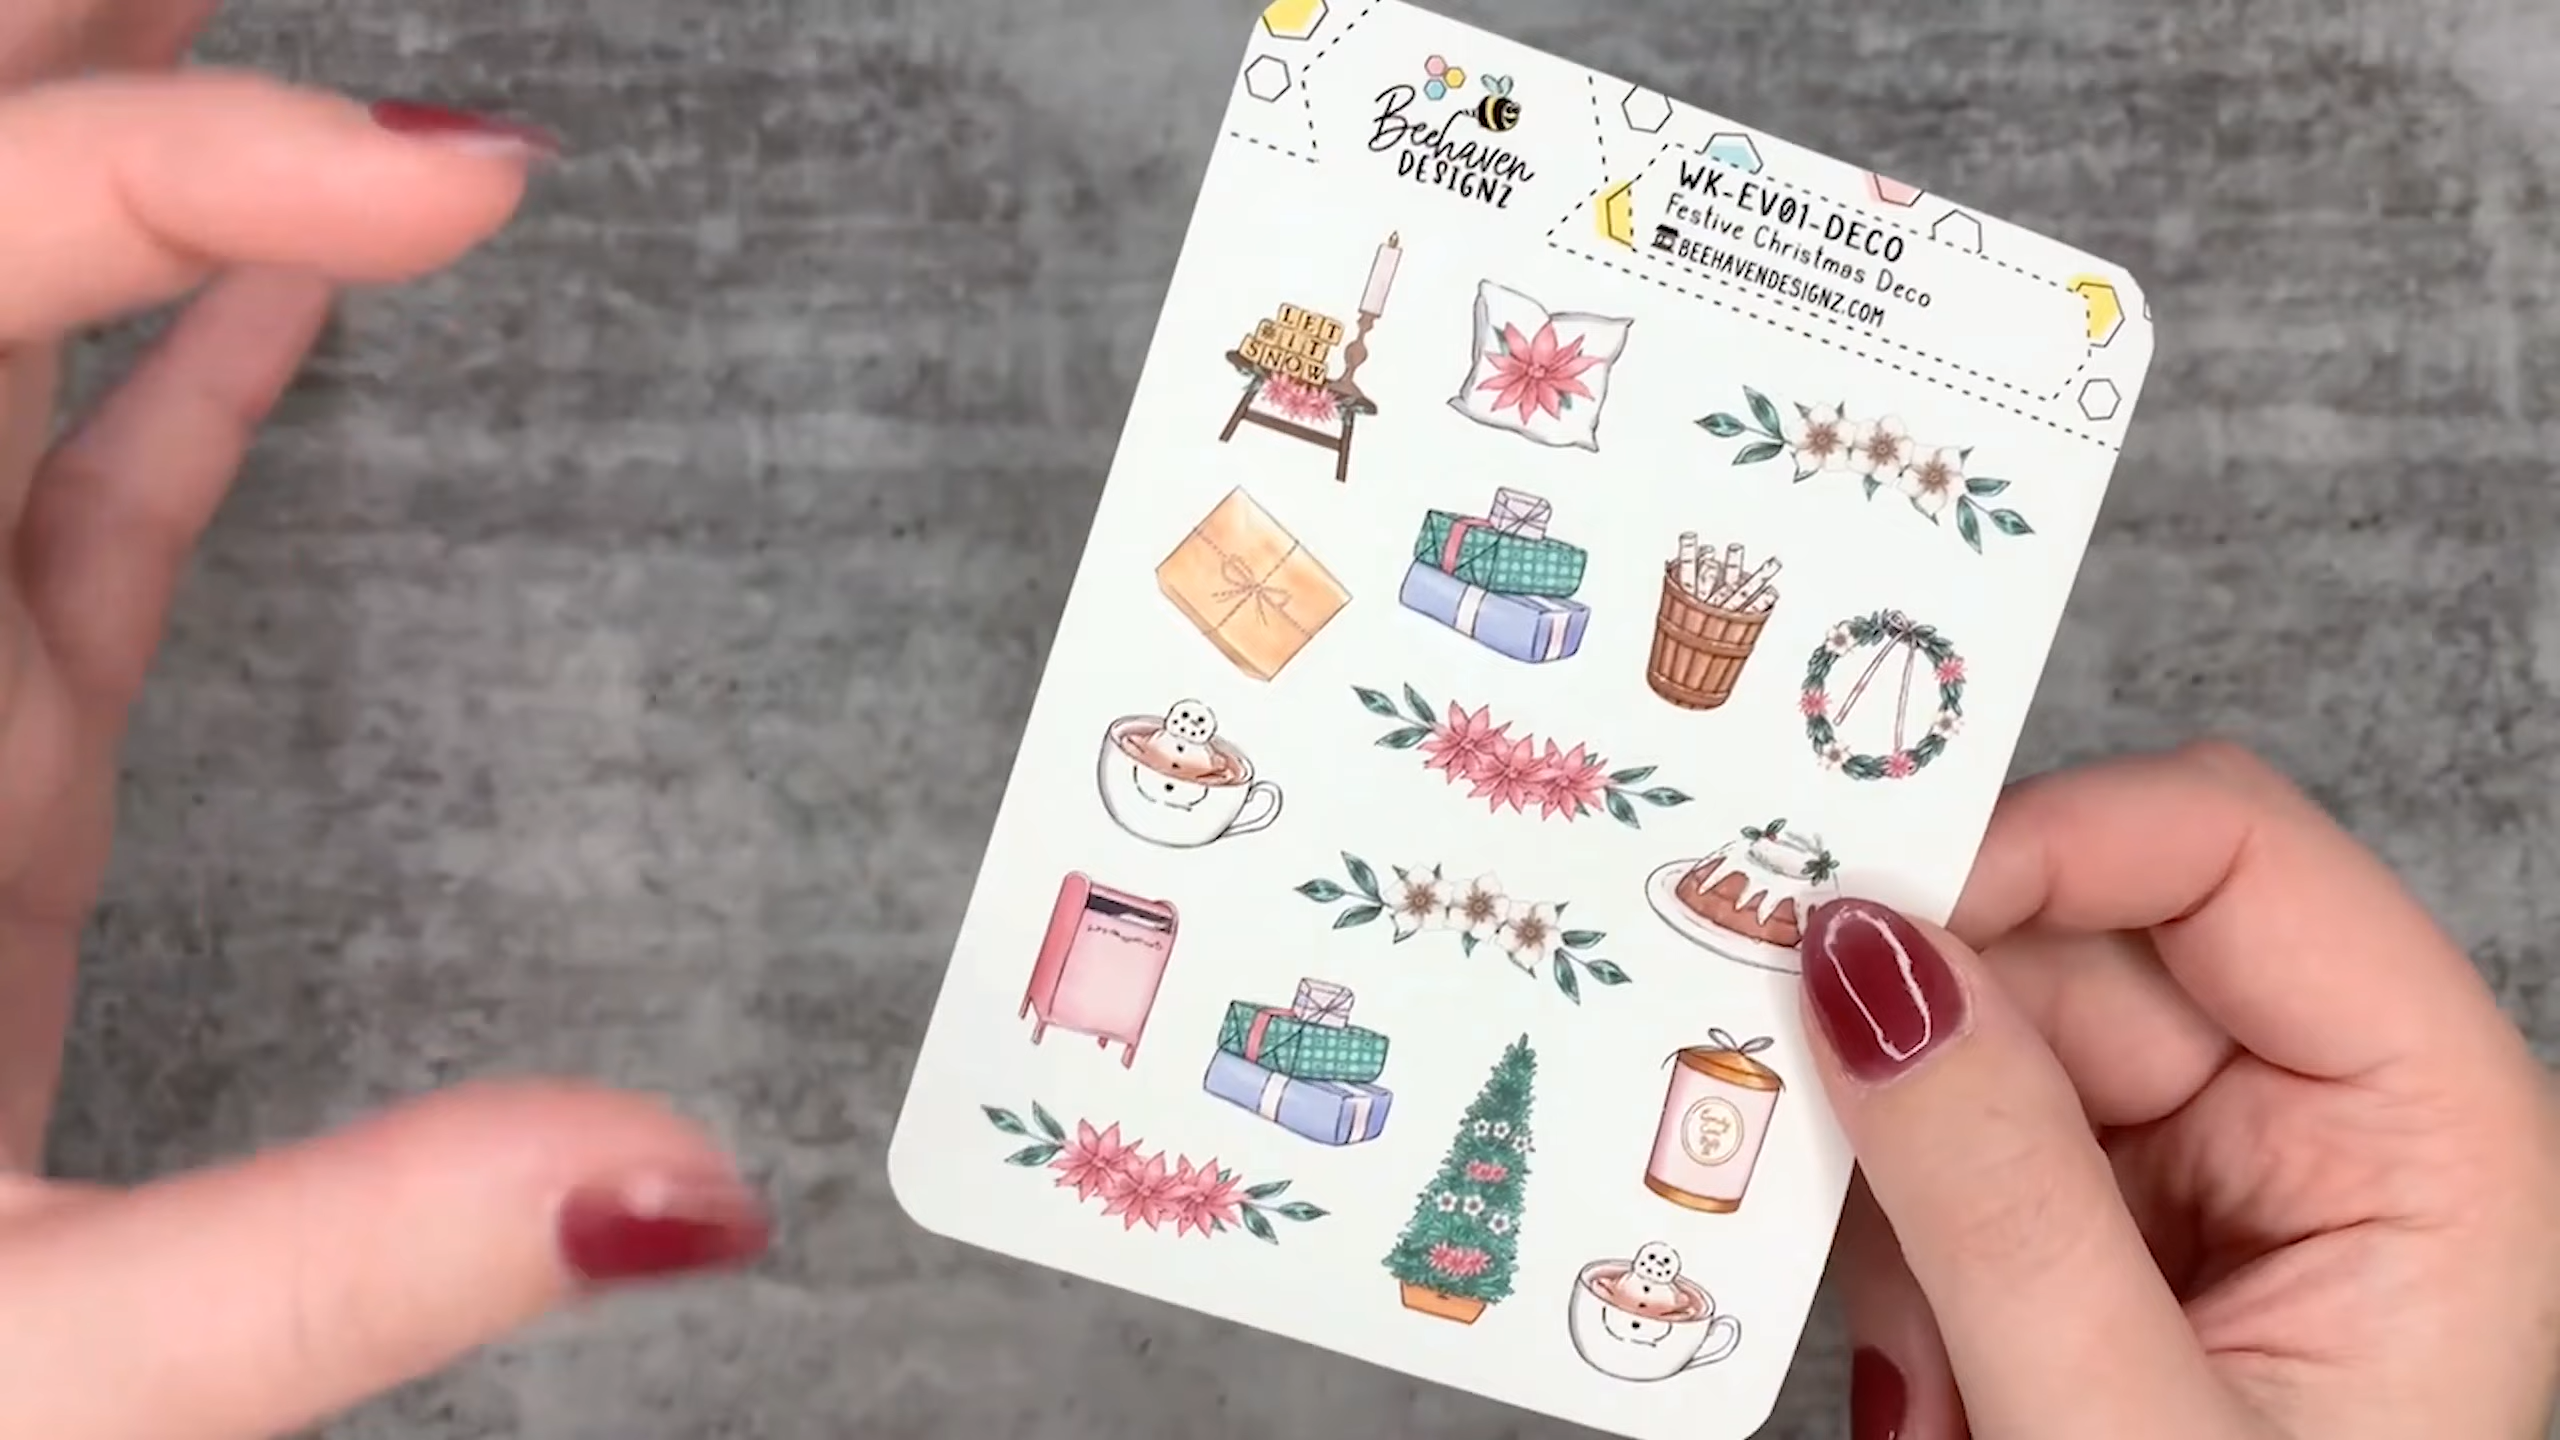 Beehaven
DESIGNZ
WK-EV01-DECO
Festive Christmas Deco
BEEHAVENDESIGNZ.COM
LET
IT
SNOW